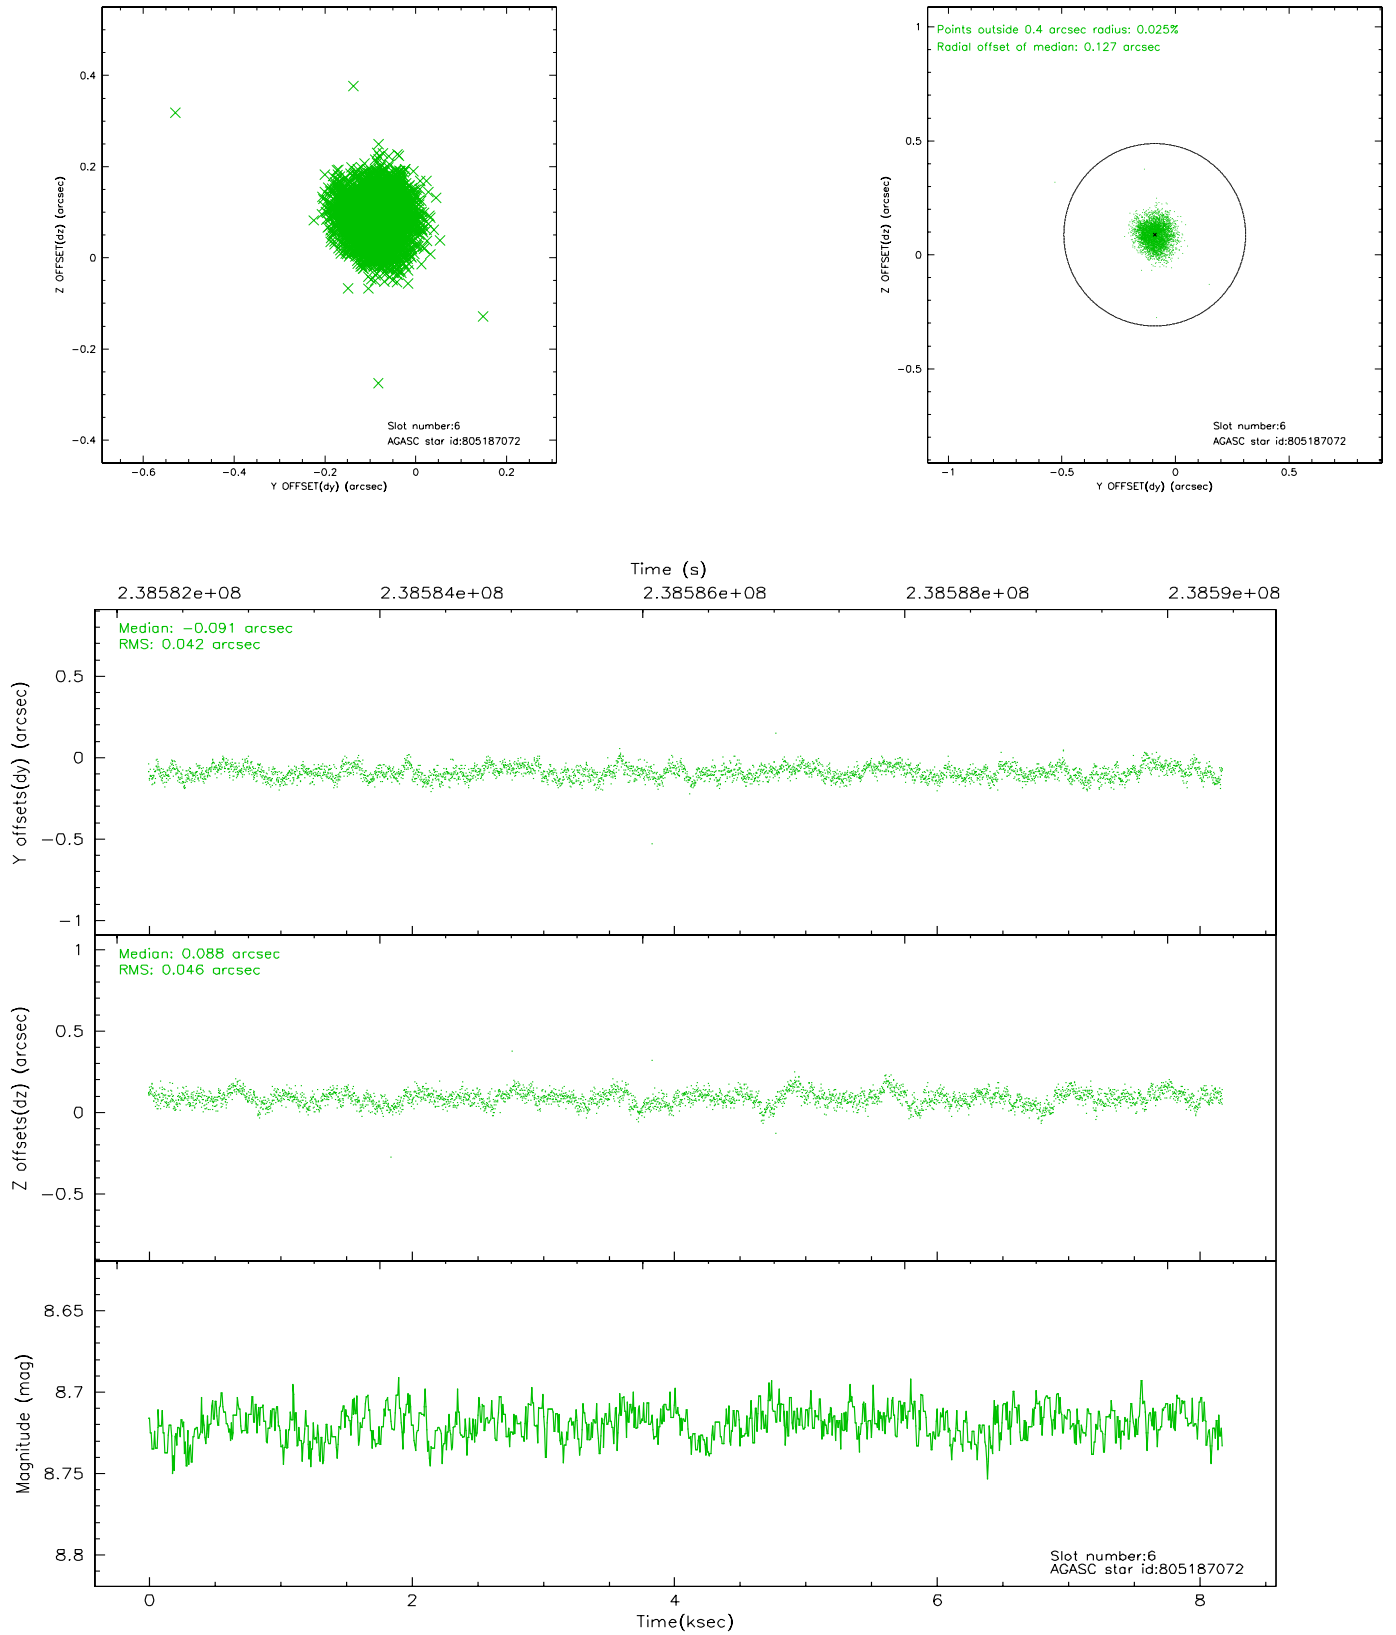 0.4
0.2
0
−0.2
−0.4
Z OFFSET(dz) (arcsec)
Slot number:6
AGASC star id:805187072
−0.6
−0.4
−0.2
0
0.2
Y OFFSET(dy) (arcsec)
Points outside 0.4 arcsec radius: 0.025%
Radial offset of median: 0.127 arcsec
1
0.5
0
−0.5
Z OFFSET(dz) (arcsec)
Slot number:6
AGASC star id:805187072
−1
−0.5
0
0.5
Y OFFSET(dy) (arcsec)
Time (s)
2.38582e+08
2.38584e+08
2.38586e+08
2.38588e+08
2.3859e+08
Median: −0.091 arcsec
RMS: 0.042 arcsec
0.5
0
−0.5
−1
Y offsets(dy) (arcsec)
Median: 0.088 arcsec
RMS: 0.046 arcsec
1
0.5
0
−0.5
Z offsets(dz) (arcsec)
8.65
8.7
8.75
8.8
Magnitude (mag)
Slot number:6
AGASC star id:805187072
0
2
4
6
8
Time(ksec)